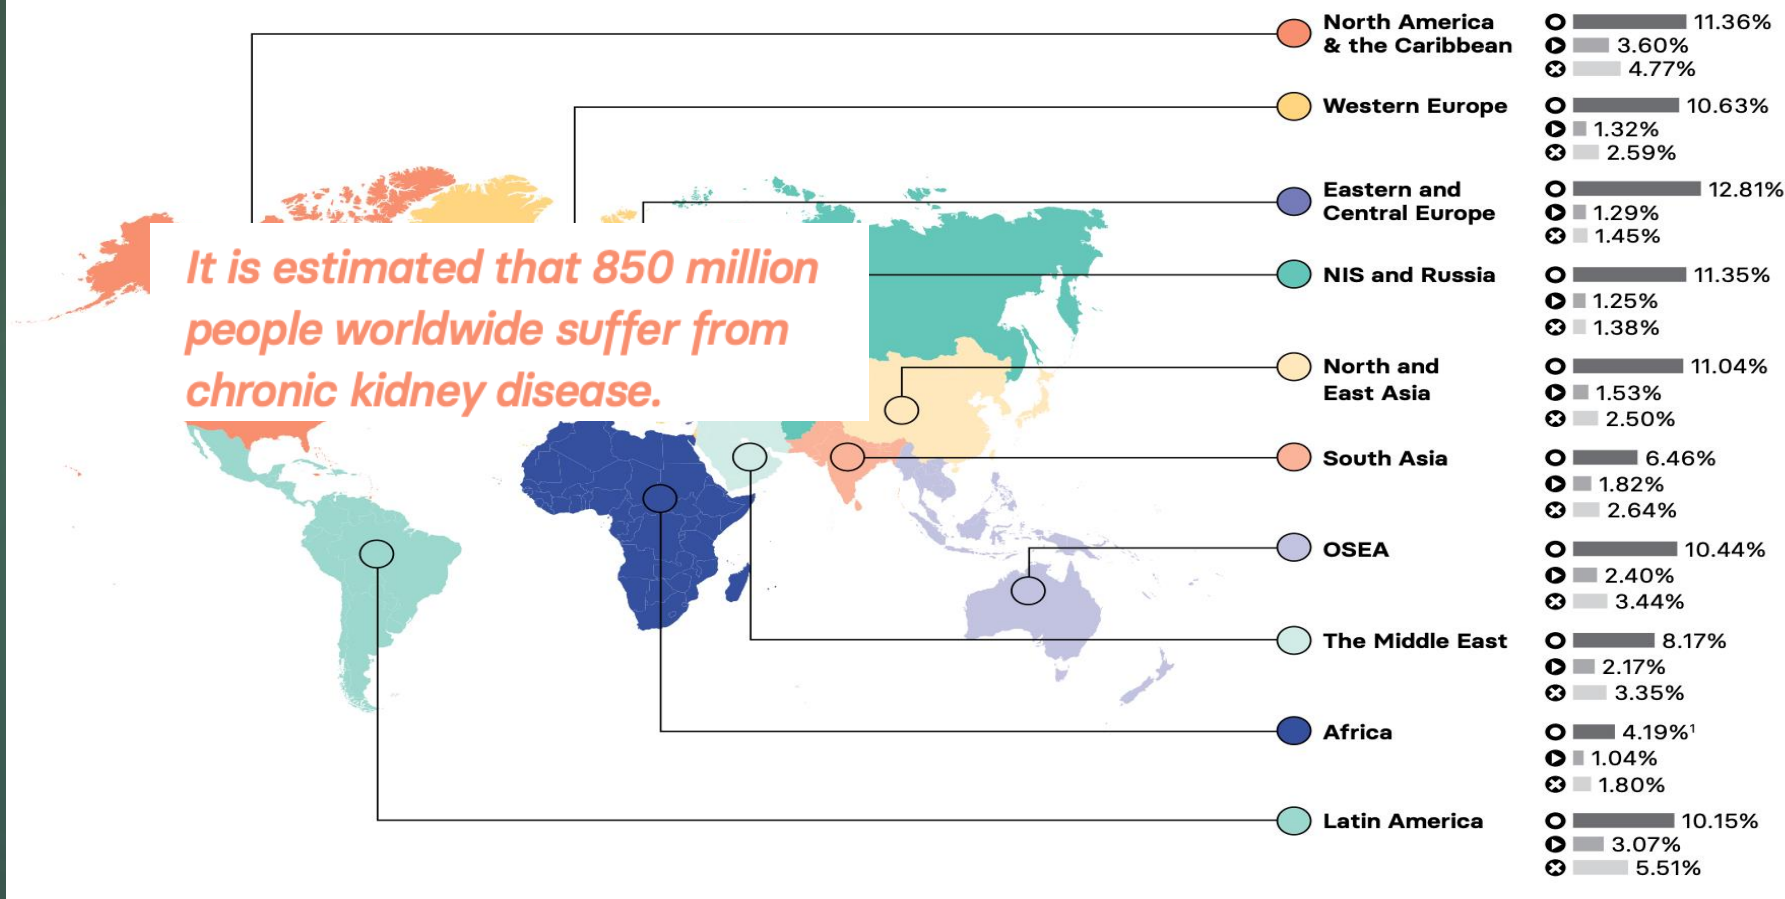 It is estimated that 850 million
people worldwide suffer from
chronic kidney disease.
North America
& the Caribbean
11.36%
3.60%
4.77%
Western Europe
10.63%
1.32%
2.59%
Eastern and
Central Europe
12.81%
1.29%
1.45%
NIS and Russia
11.35%
1.25%
1.38%
North and
East Asia
11.04%
1.53%
2.50%
South Asia
6.46%
1.82%
2.64%
OSEA
10.44%
2.40%
3.44%
The Middle East
8.17%
2.17%
3.35%
Africa
4.19%¹
1.04%
1.80%
Latin America
10.15%
3.07%
5.51%